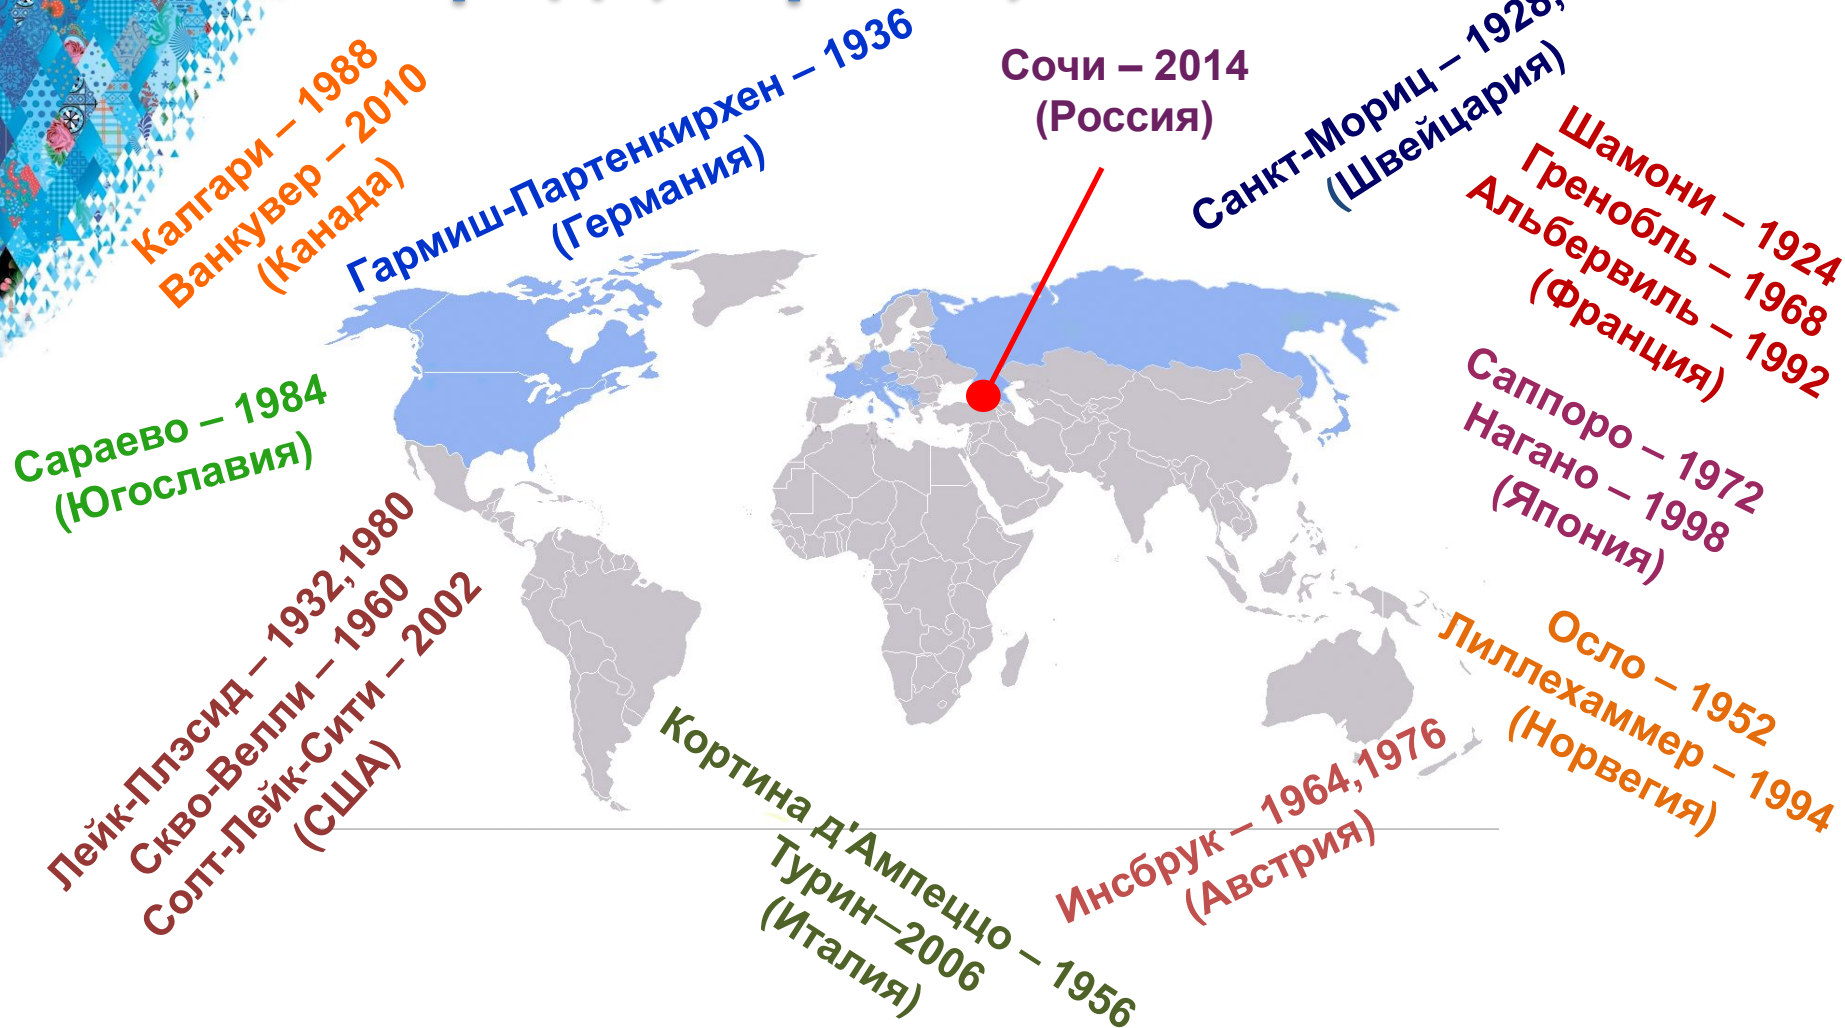 Калгари – 1988
Ванкувер – 2010
(Канада)
Гармиш-Партенкирхен – 1936
(Германия)
Сочи – 2014
(Россия)
Санкт-Мориц – 1928,
(Швейцария)
Шамони – 1924
Гренобль – 1968
Альбервиль – 1992
(Франция)
Сараево – 1984
(Югославия)
Саппоро – 1972
Нагано – 1998
(Япония)
Лейк-Плэсид – 1932,1980
Скво-Велли – 1960
Солт-Лейк-Сити – 2002
(США)
Осло – 1952
Лиллехаммер – 1994
(Норвегия)
Кортина д'Ампеццо – 1956
Турин–2006
(Италия)
Инсбрук – 1964,1976
(Австрия)